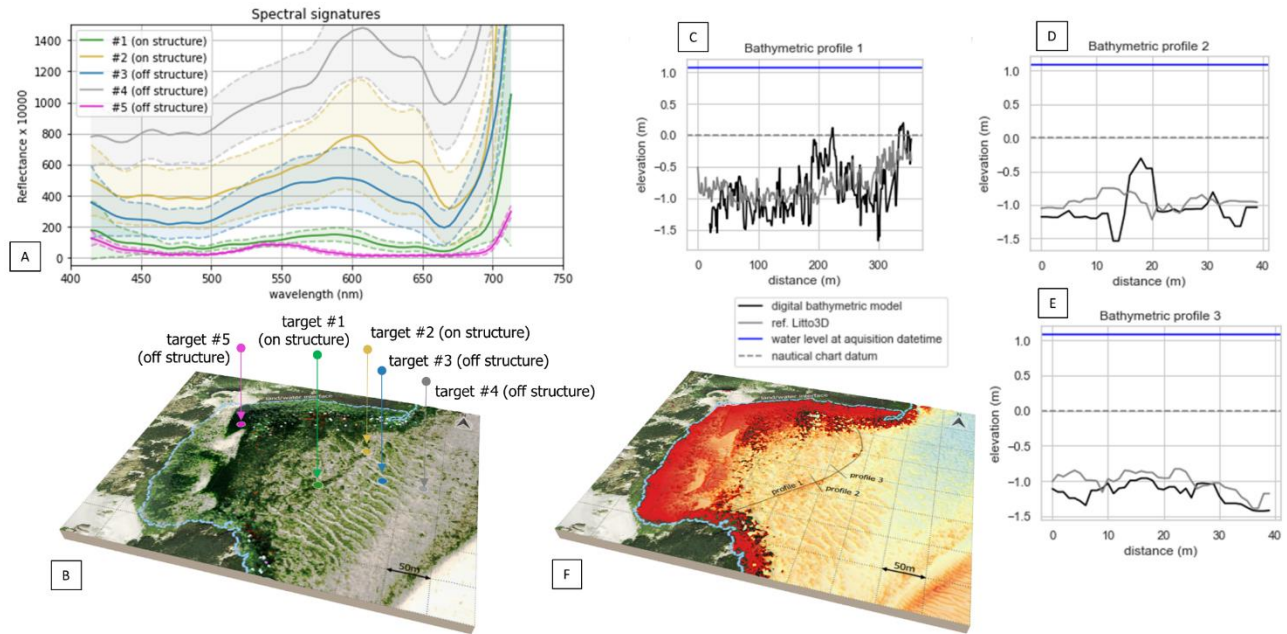 Spectral signatures
1400
1200
1000
800
600
400
200
0
Reflectance x 10000
#1 (on structure)
#2 (on structure)
#3 (off structure)
#4 (off structure)
#5 (off structure)
400
450
500
550
600
650
700
750
wavelength (nm)
A
C
Bathymetric profile 1
1.0
0.5
0.0
−0.5
−1.0
−1.5
elevation (m)
0
100
200
300
distance (m)
D
Bathymetric profile 2
1.0
0.5
0.0
−0.5
−1.0
−1.5
elevation (m)
0
10
20
30
40
distance (m)
digital bathymetric model
ref. Litto3D
water level at aquisition datetime
nautical chart datum
E
Bathymetric profile 3
1.0
0.5
0.0
−0.5
−1.0
−1.5
elevation (m)
0
10
20
30
40
distance (m)
target #5
(off structure)
target #1
(on structure)
target #2 (on structure)
target #3 (off structure)
target #4 (off structure)
land/water interface
50m
B
profile 1
profile 2
profile 3
50m
F